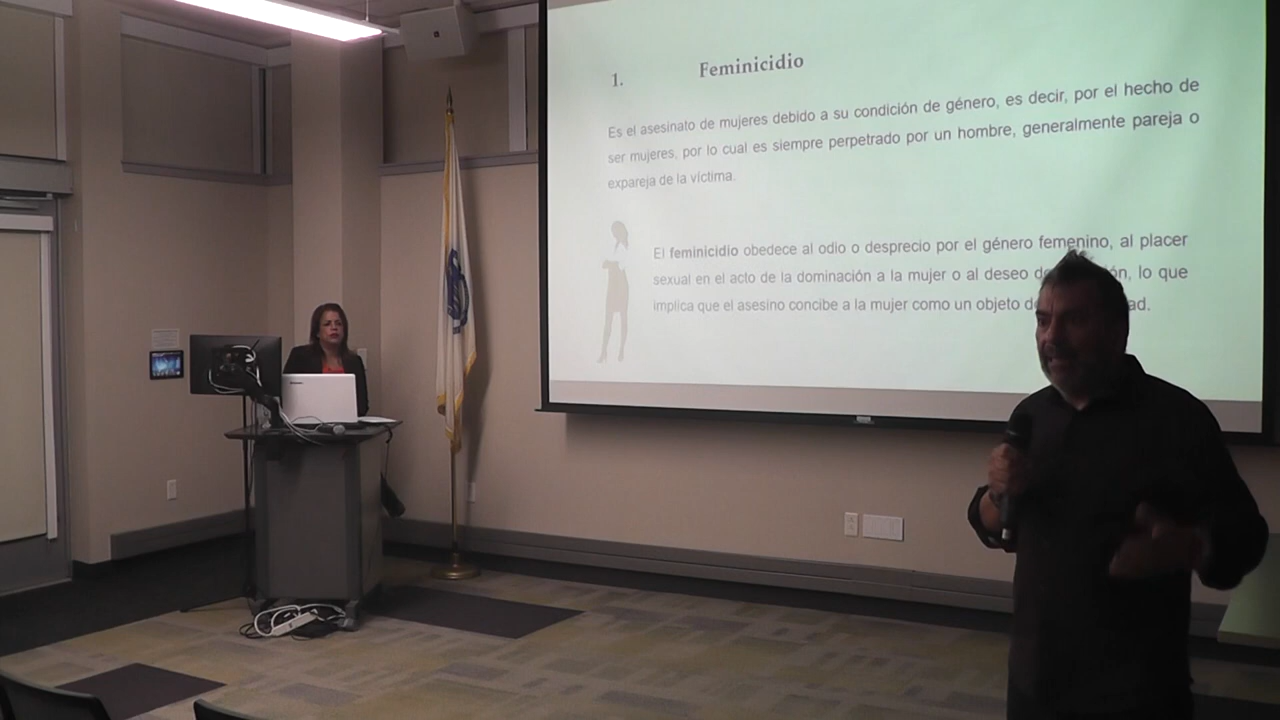 1. Feminicidio
Es el asesinato de mujeres debido a su condición de género, es decir, por el hecho de
ser mujeres, por lo cual es siempre perpetrado por un hombre, generalmente pareja o
expareja de la víctima.
El feminicidio obedece al odio o desprecio por el género femenino, al placer
sexual en el acto de la dominación a la mujer o al deseo lo que
implica que el asesino concibe a la mujer como un objeto